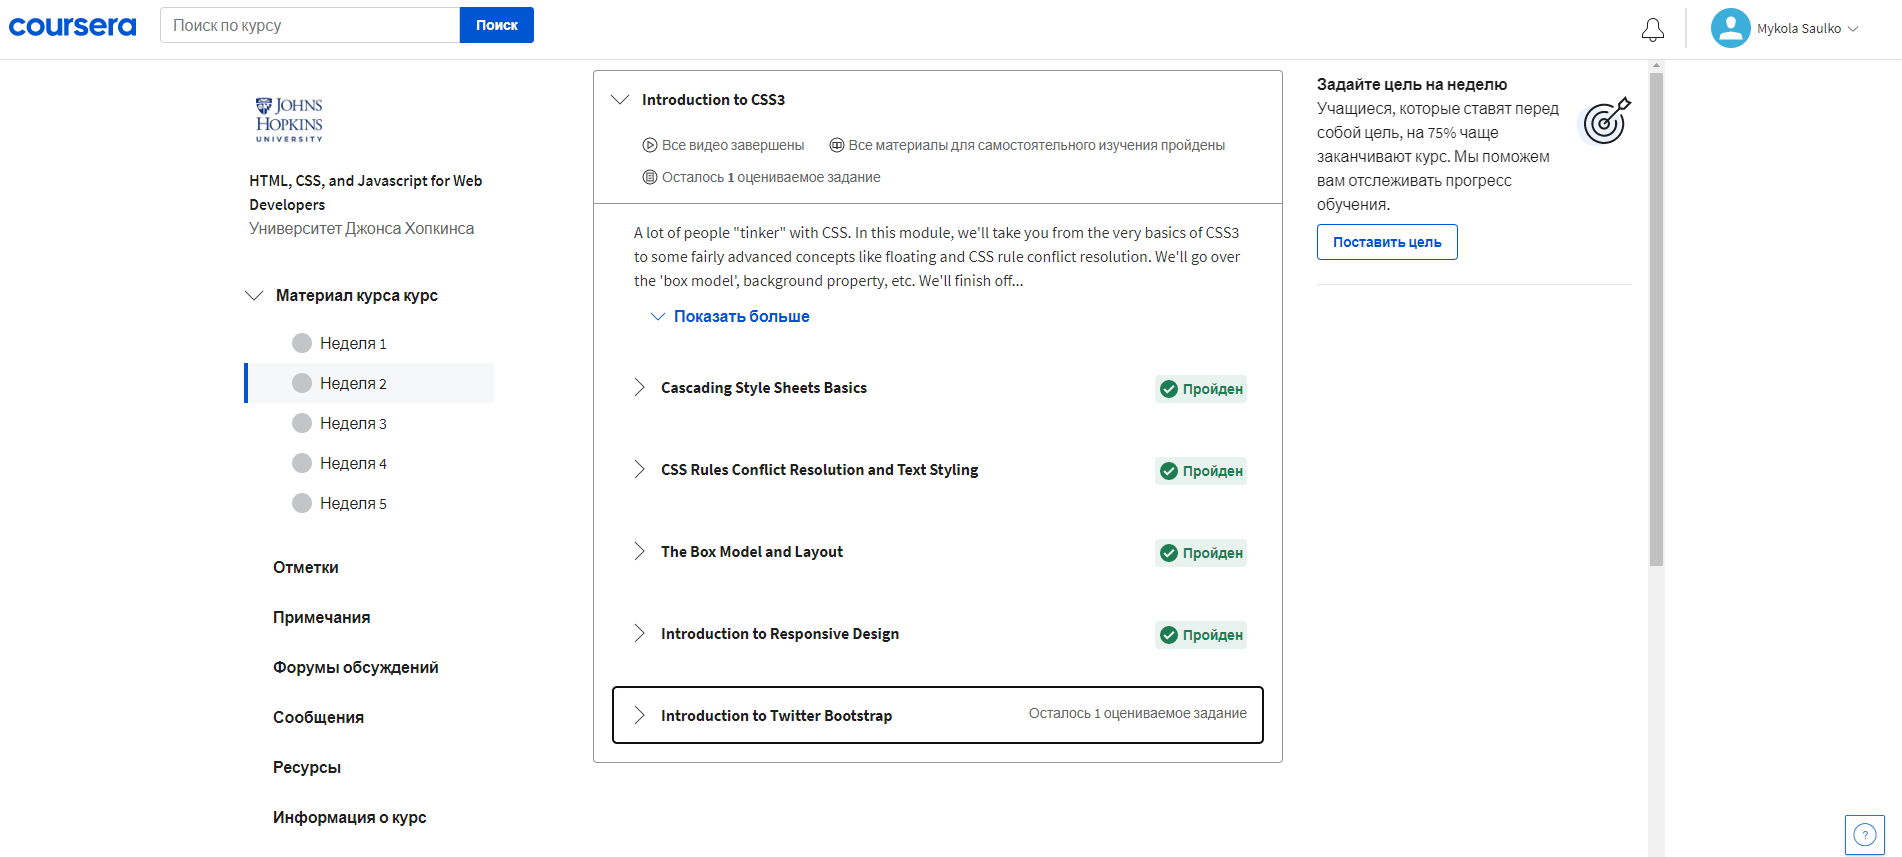 coursera
Поиск по курсу
Поиск
Mykola Saulko
JOHNS
HOPKINS
UNIVERSITY
HTML, CSS, and Javascript for Web
Developers
Университет Джонса Хопкинса
Материал курса курс
Неделя 1
Неделя 2
Неделя 3
Неделя 4
Неделя 5
Отметки
Примечания
Форумы обсуждений
Сообщения
Ресурсы
Информация о курс
Introduction to CSS3
Все видео завершены
Все материалы для самостоятельного изучения пройдены
Осталось 1 оцениваемое задание
A lot of people "tinker" with CSS. In this module, we'll take you from the very basics of CSS3
to some fairly advanced concepts like floating and CSS rule conflict resolution. We'll go over
the 'box model', background property, etc. We'll finish off...
Показать больше
Cascading Style Sheets Basics
Пройден
CSS Rules Conflict Resolution and Text Styling
Пройден
The Box Model and Layout
Пройден
Introduction to Responsive Design
Пройден
Introduction to Twitter Bootstrap
Осталось 1 оцениваемое задание
Задайте цель на неделю
Учащиеся, которые ставят перед
собой цель, на 75% чаще
заканчивают курс. Мы поможем
вам отслеживать прогресс
обучения.
Поставить цель
?